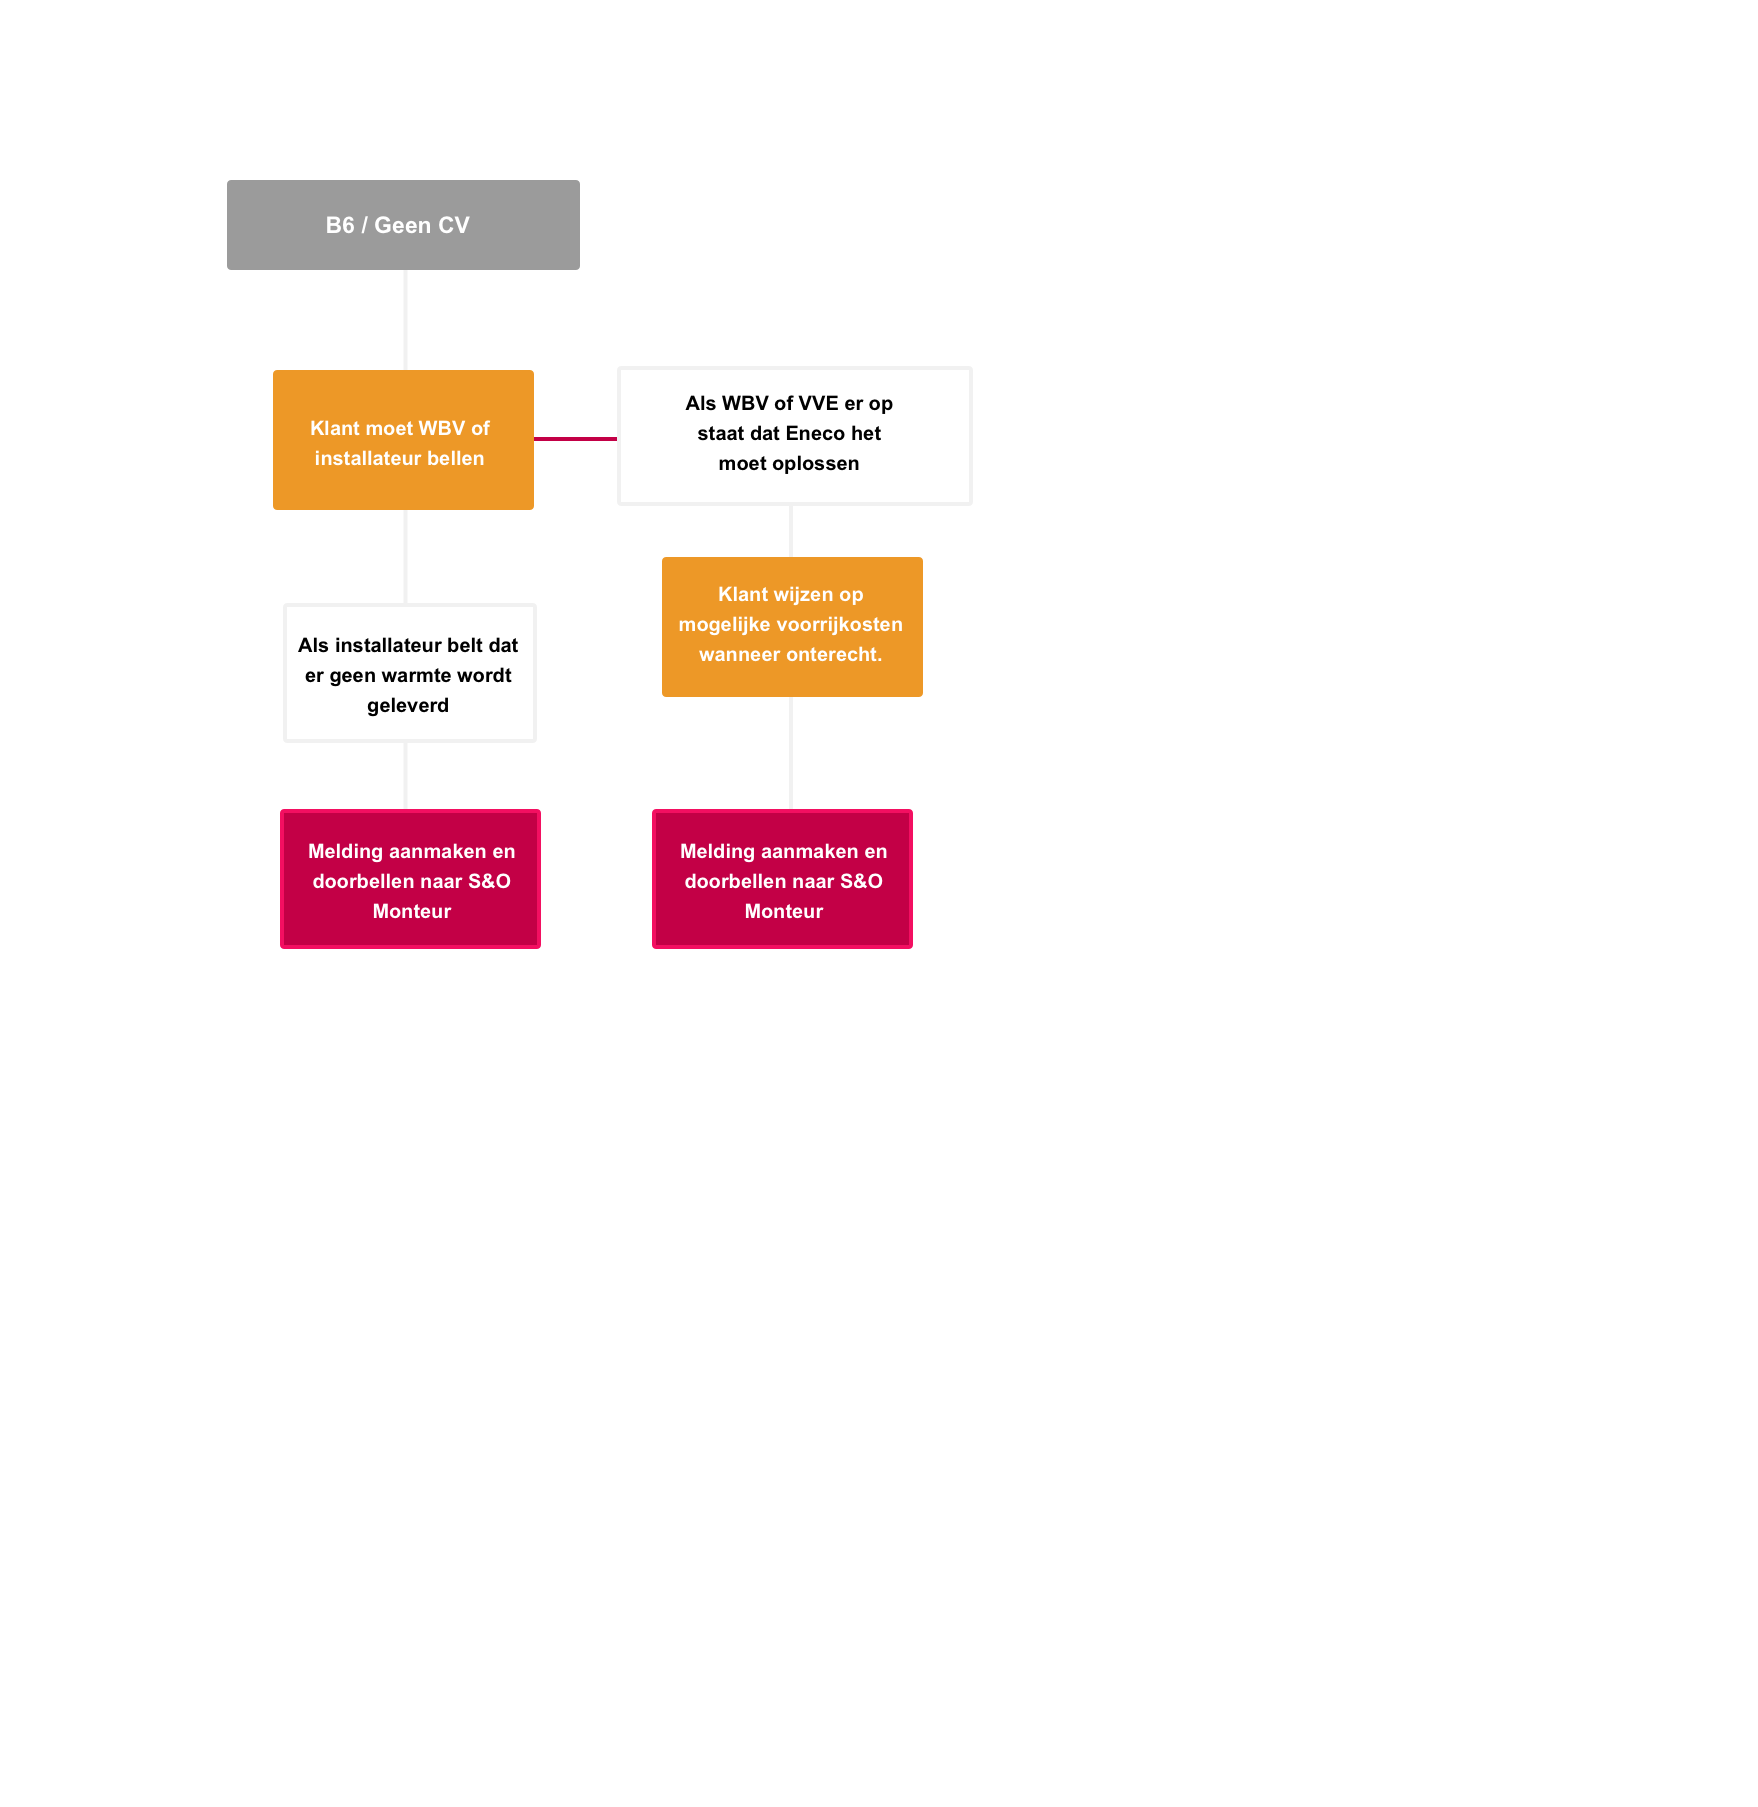 B6 / Geen CV
Klant moet WBV of
installateur bellen
Als WBV of VVE er op
staat dat Eneco het
moet oplossen
Klant wijzen op
mogelijke voorrijkosten
wanneer onterecht.
Als installateur belt dat
er geen warmte wordt
geleverd
Melding aanmaken en
doorbellen naar S&O
Monteur
Melding aanmaken en
doorbellen naar S&O
Monteur